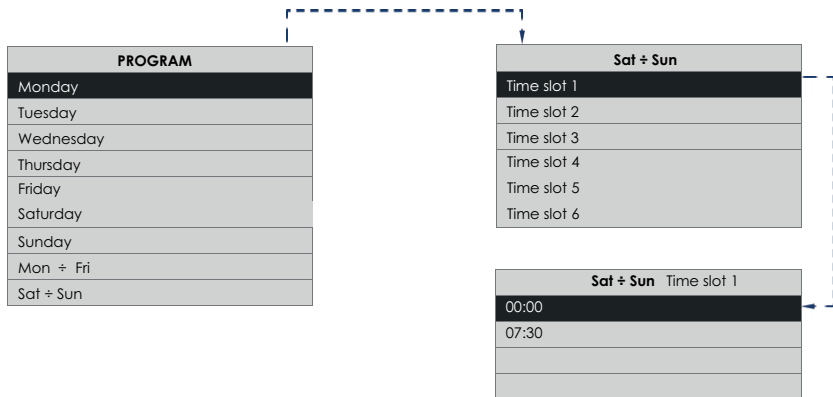 PROGRAM
Monday
Tuesday
Wednesday
Thursday
Friday
Saturday
Sunday
Mon ÷ Fri
Sat ÷ Sun
Sat ÷ Sun
Time slot 1
Time slot 2
Time slot 3
Time slot 4
Time slot 5
Time slot 6
Sat ÷ Sun Time slot 1
00:00
07:30